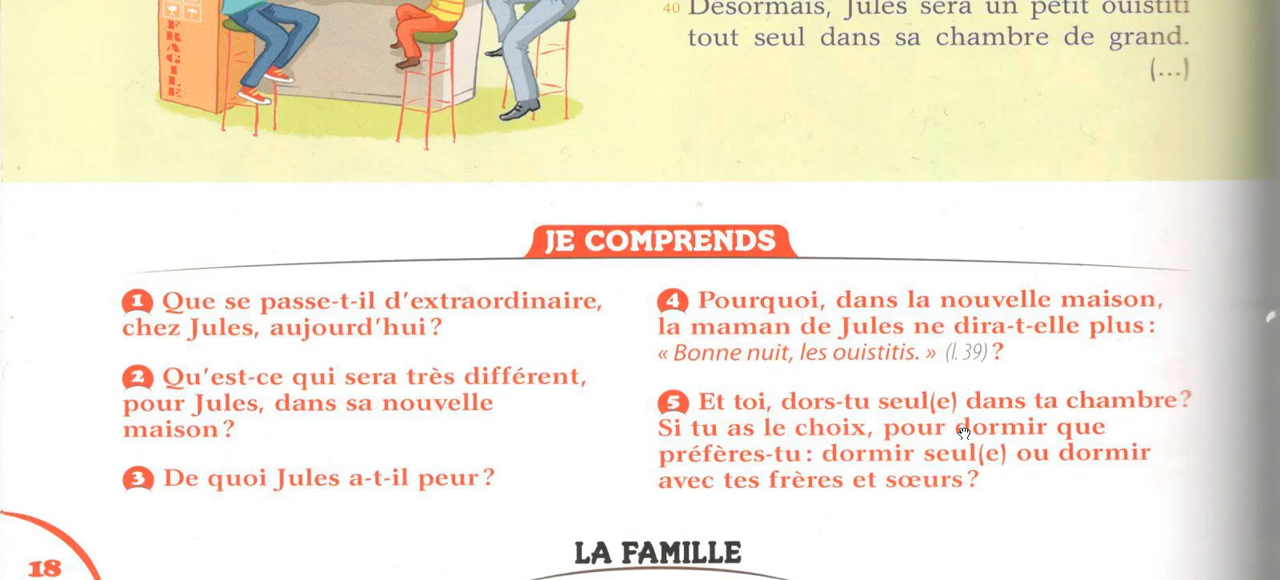 FRAGILE
40 Désormais, Jules sera un petit ouistiti
tout seul dans sa chambre de grand.
(...)
JE COMPRENDS
1 Que se passe-t-il d'extraordinaire,
chez Jules, aujourd'hui ?
2 Qu'est-ce qui sera très différent,
pour Jules, dans sa nouvelle
maison ?
3 De quoi Jules a-t-il peur ?
4 Pourquoi, dans la nouvelle maison,
la maman de Jules ne dira-t-elle plus :
« Bonne nuit, les ouistitis. » (l. 39) ?
5 Et toi, dors-tu seul(e) dans ta chambre ?
Si tu as le choix, pour dormir que
préfères-tu : dormir seul(e) ou dormir
avec tes frères et sœurs ?
18
LA FAMILLE